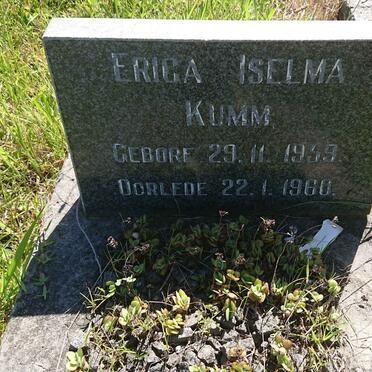 ERICA ISELMA
KUMM
GEBORE 29. 11. 1959.
OORLEDE 22. 1. 1960.